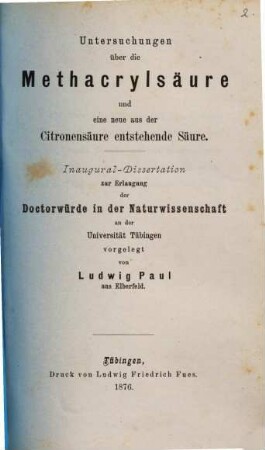 2.
Untersuchungen
über die
Methacrylsäure
und
eine neue aus der
Citronensäure entstehende Säure.
Inaugural-Dissertation
zur Erlangung
der
Doctorwürde in der Naturwissenschaft
an der
Universität Tübingen
vorgelegt
von
Ludwig Paul
aus Elberfeld.
Tübingen,
Druck von Ludwig Friedrich Fues.
1876.